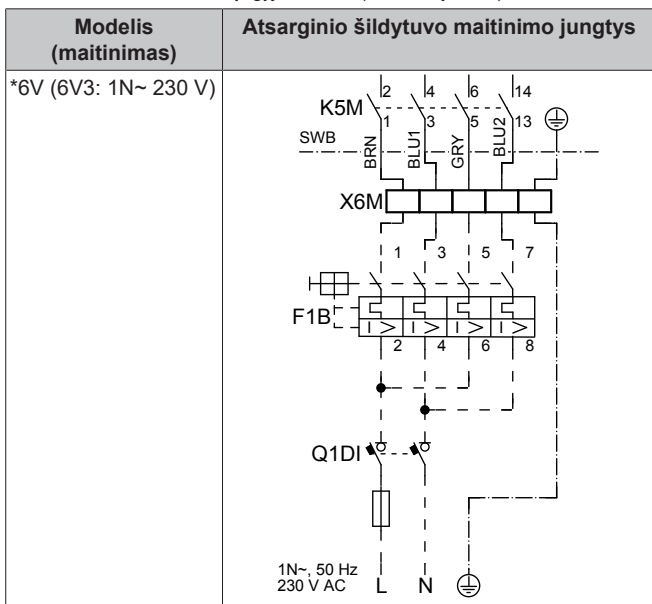 Modelis (maitinimas)
Atsarginio šildytuvo maitinimo jungtys
*6V (6V3: 1N~ 230 V)
2 4 6 14
K5M
1 3 5 13
SWB
BRN BLU1 GRY BLU2
X6M
1 3 5 7
F1B
I > I > I > I >
2 4 6 8
Q1DI
1N~, 50 Hz
230 V AC
L N